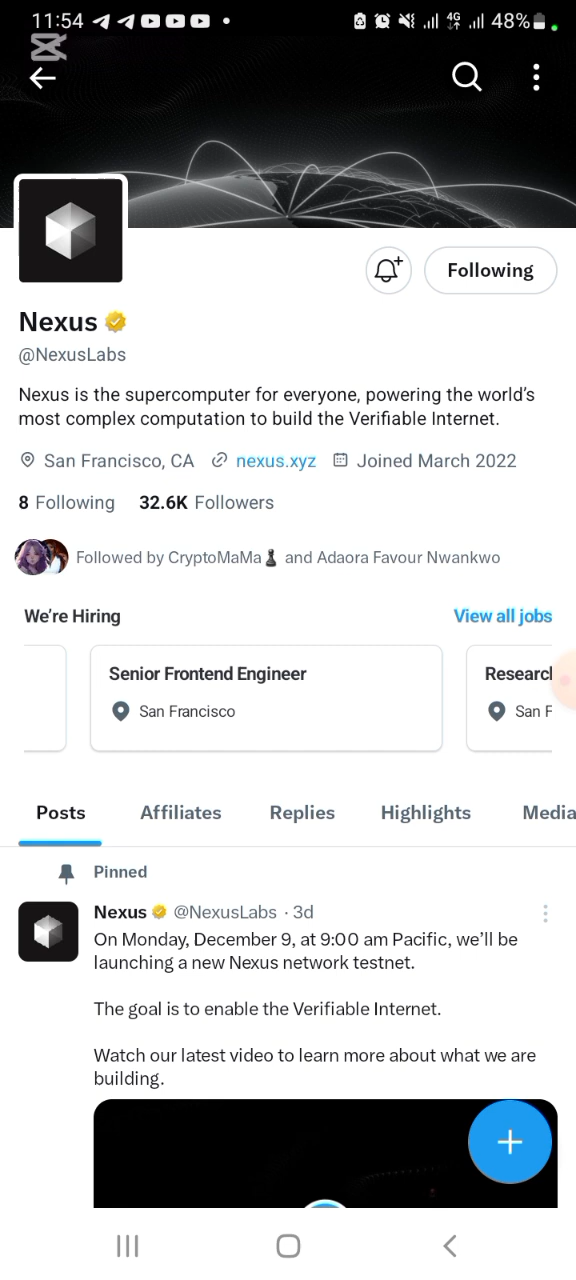 11:54 4G 48%
Following
Nexus
@NexusLabs
Nexus is the supercomputer for everyone, powering the world's
most complex computation to build the Verifiable Internet.
San Francisco, CA nexus.xyz Joined March 2022
8 Following 32.6K Followers
Followed by CryptoMaMa♟ and Adaora Favour Nwankwo
We're Hiring View all jobs
Senior Frontend Engineer Research
San Francisco San F
Posts Affiliates Replies Highlights Media
Pinned
Nexus @NexusLabs · 3d
On Monday, December 9, at 9:00 am Pacific, we'll be
launching a new Nexus network testnet.
The goal is to enable the Verifiable Internet.
Watch our latest video to learn more about what we are
building.